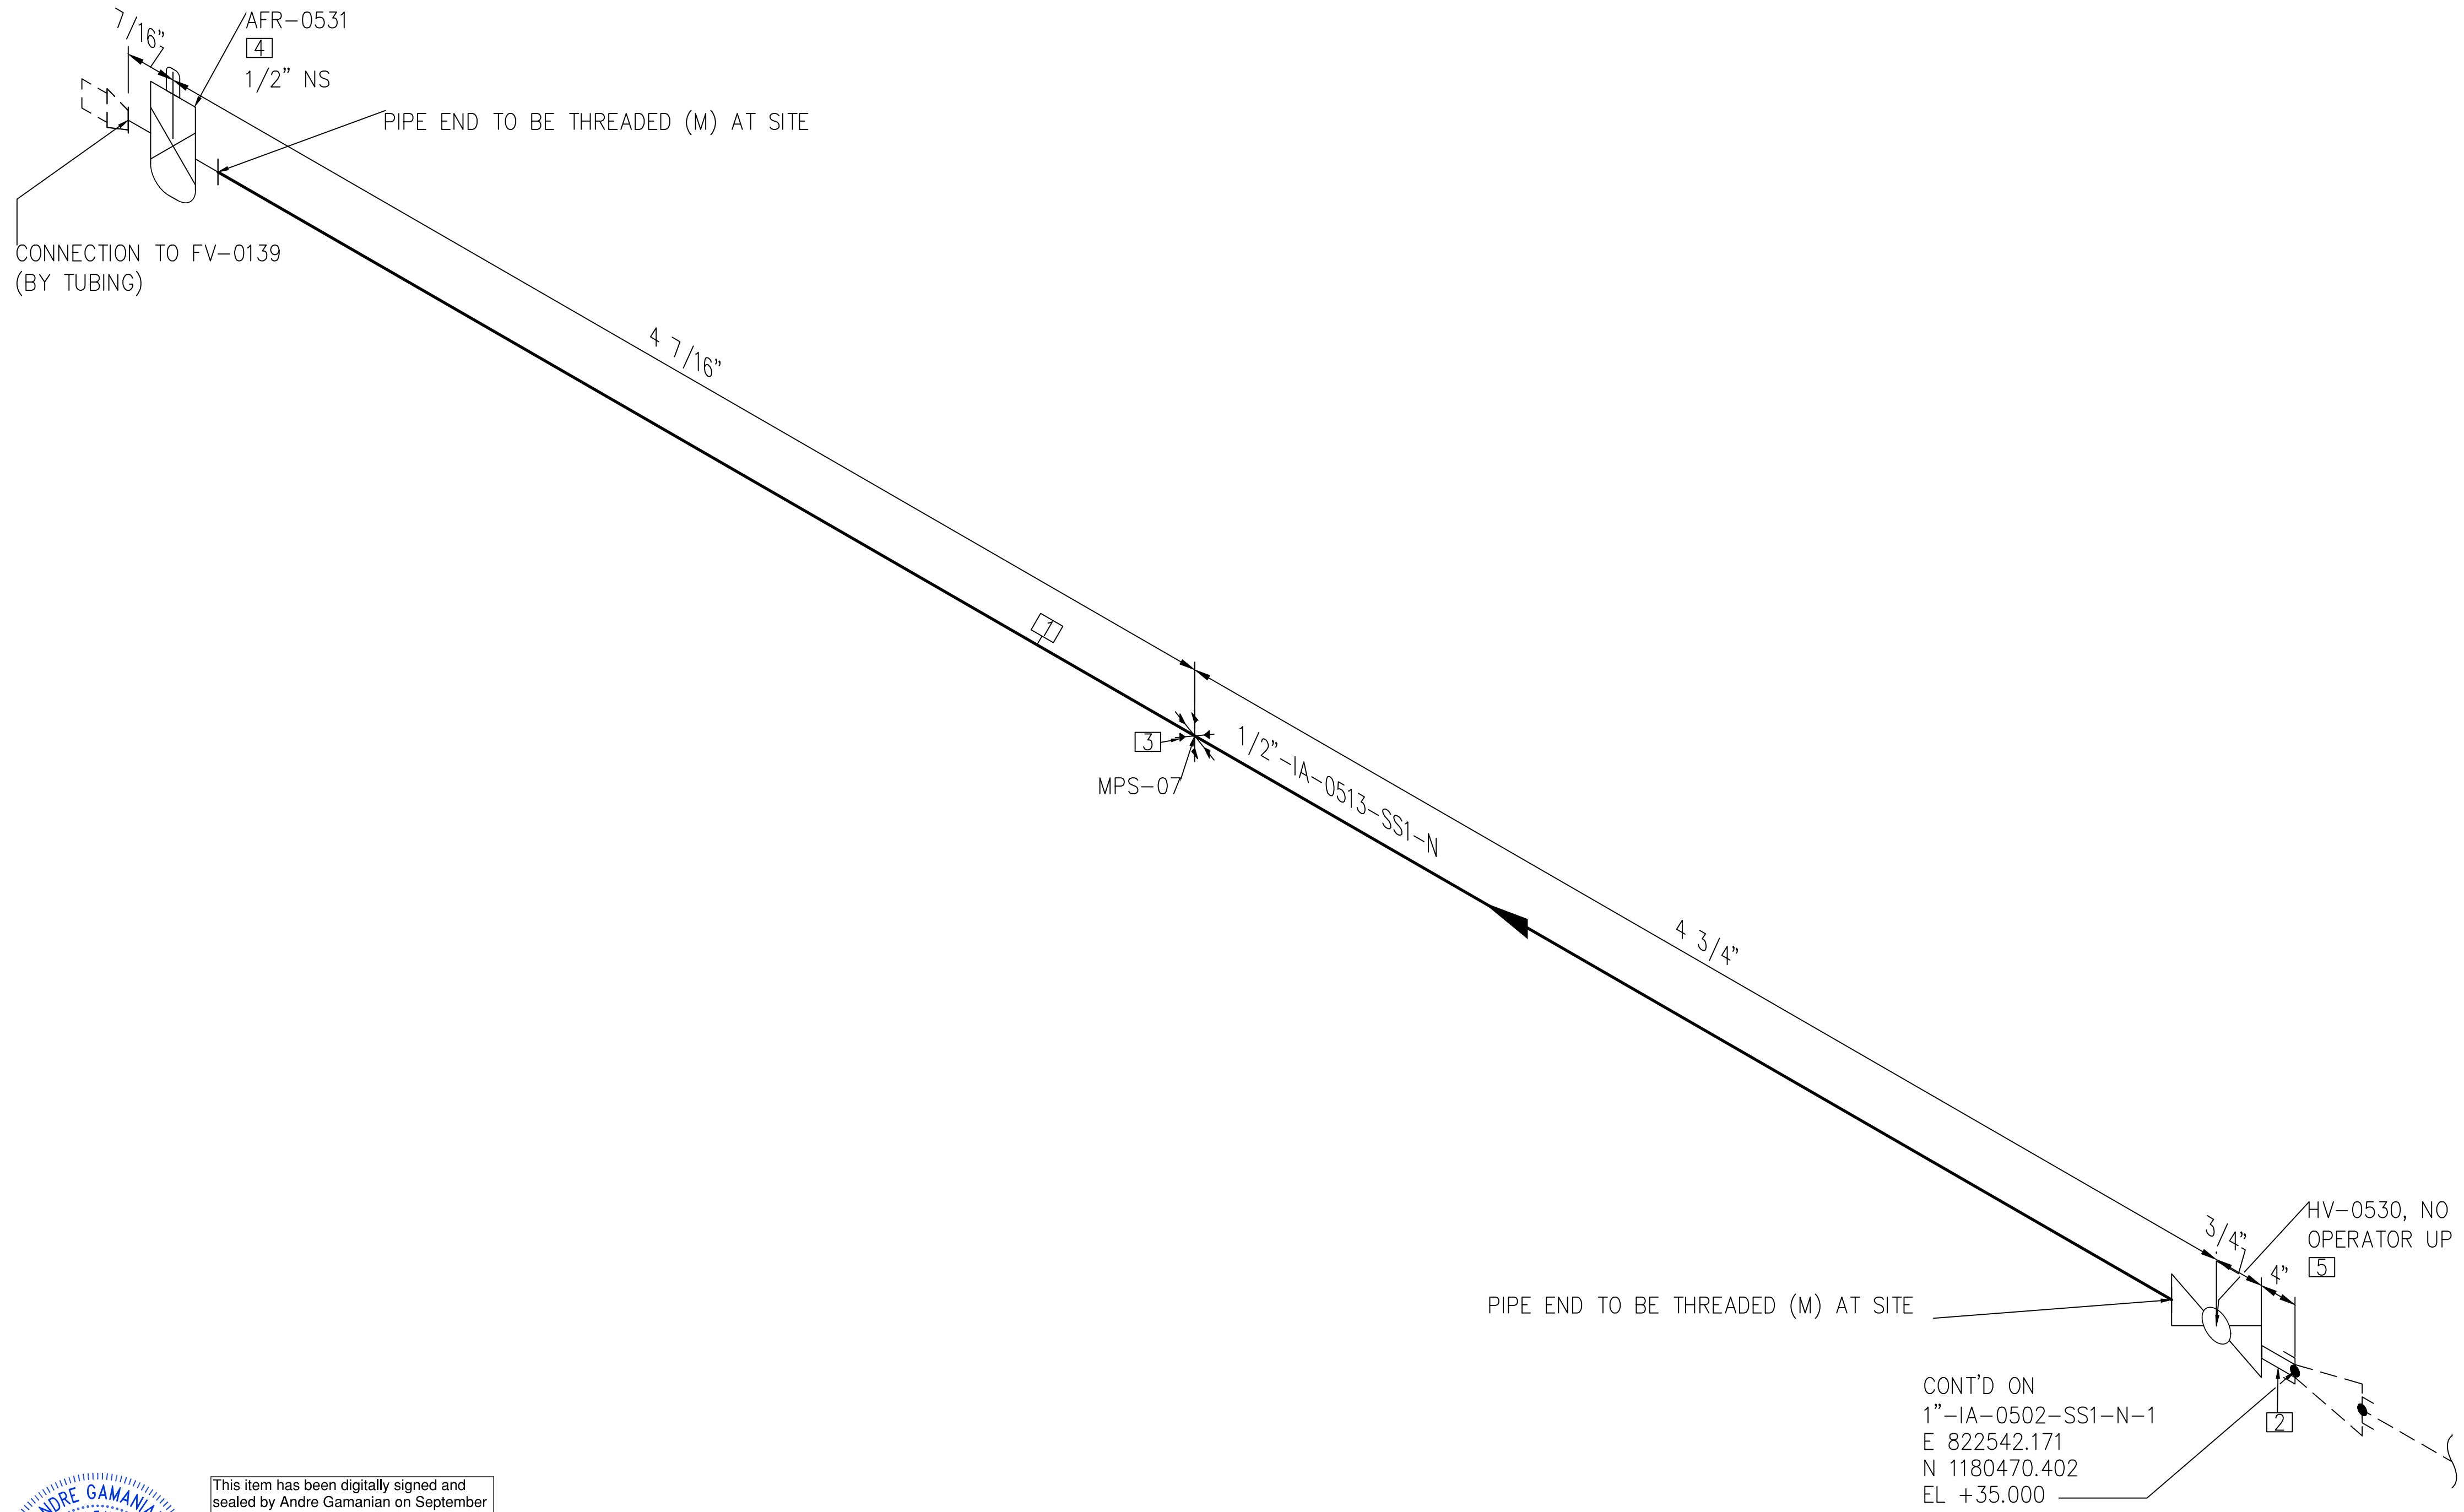 7/16"
AFR-0531
4
1/2" NS
PIPE END TO BE THREADED (M) AT SITE
CONNECTION TO FV-0139
(BY TUBING)
4 7/16"
1
3
MPS-07
1/2"-IA-0513-SS1-N
4 3/4"
3/4"
4"
HV-0530, NO
OPERATOR UP
5
PIPE END TO BE THREADED (M) AT SITE
2
CONT'D ON
1"-IA-0502-SS1-N-1
E 822542.171
N 1180470.402
EL +35.000
This item has been digitally signed and
sealed by Andre Gamanian on September